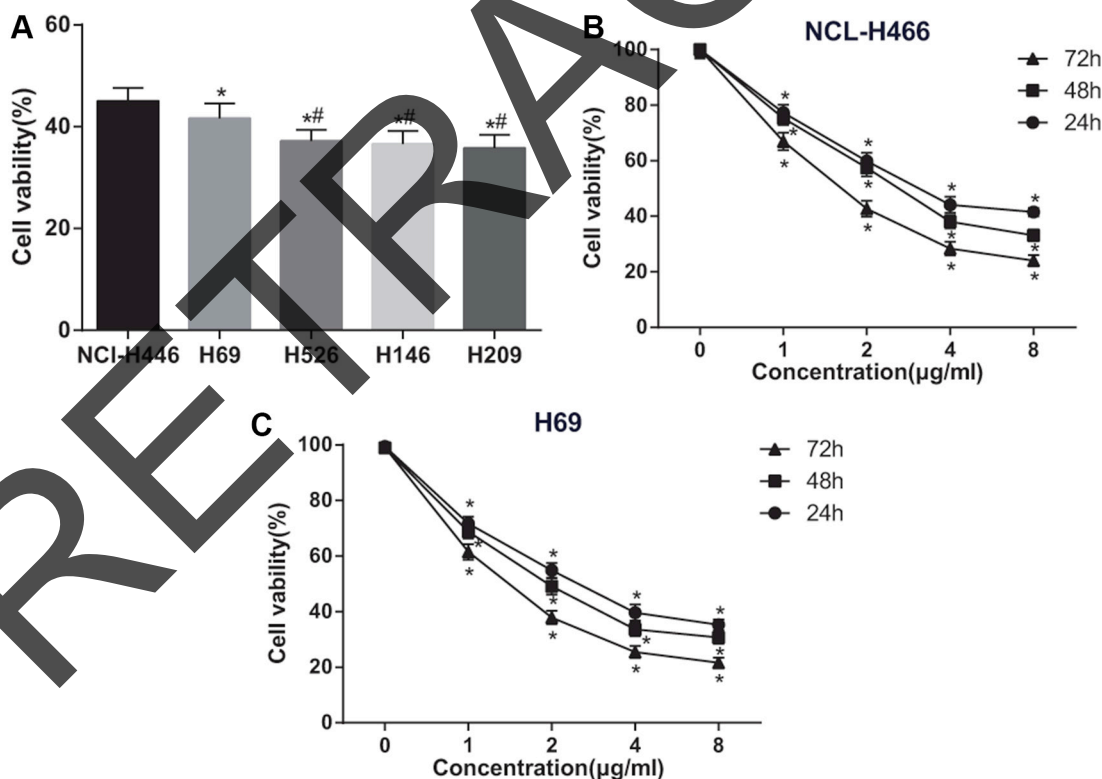 A
60
40
20
0
Cell vability(%)
*
*#
*#
*#
NCI-H446 H69 H526 H146 H209
B
NCL-H466
100
80
60
40
20
0
Cell vability(%)
*
*
*
*
*
*
*
*
*
*
*
*
72h
48h
24h
0 1 2 4 8
Concentration(µg/ml)
C
H69
100
80
60
40
20
0
Cell vability(%)
*
*
*
*
*
*
*
*
*
*
*
*
72h
48h
24h
0 1 2 4 8
Concentration(µg/ml)
RETRAC